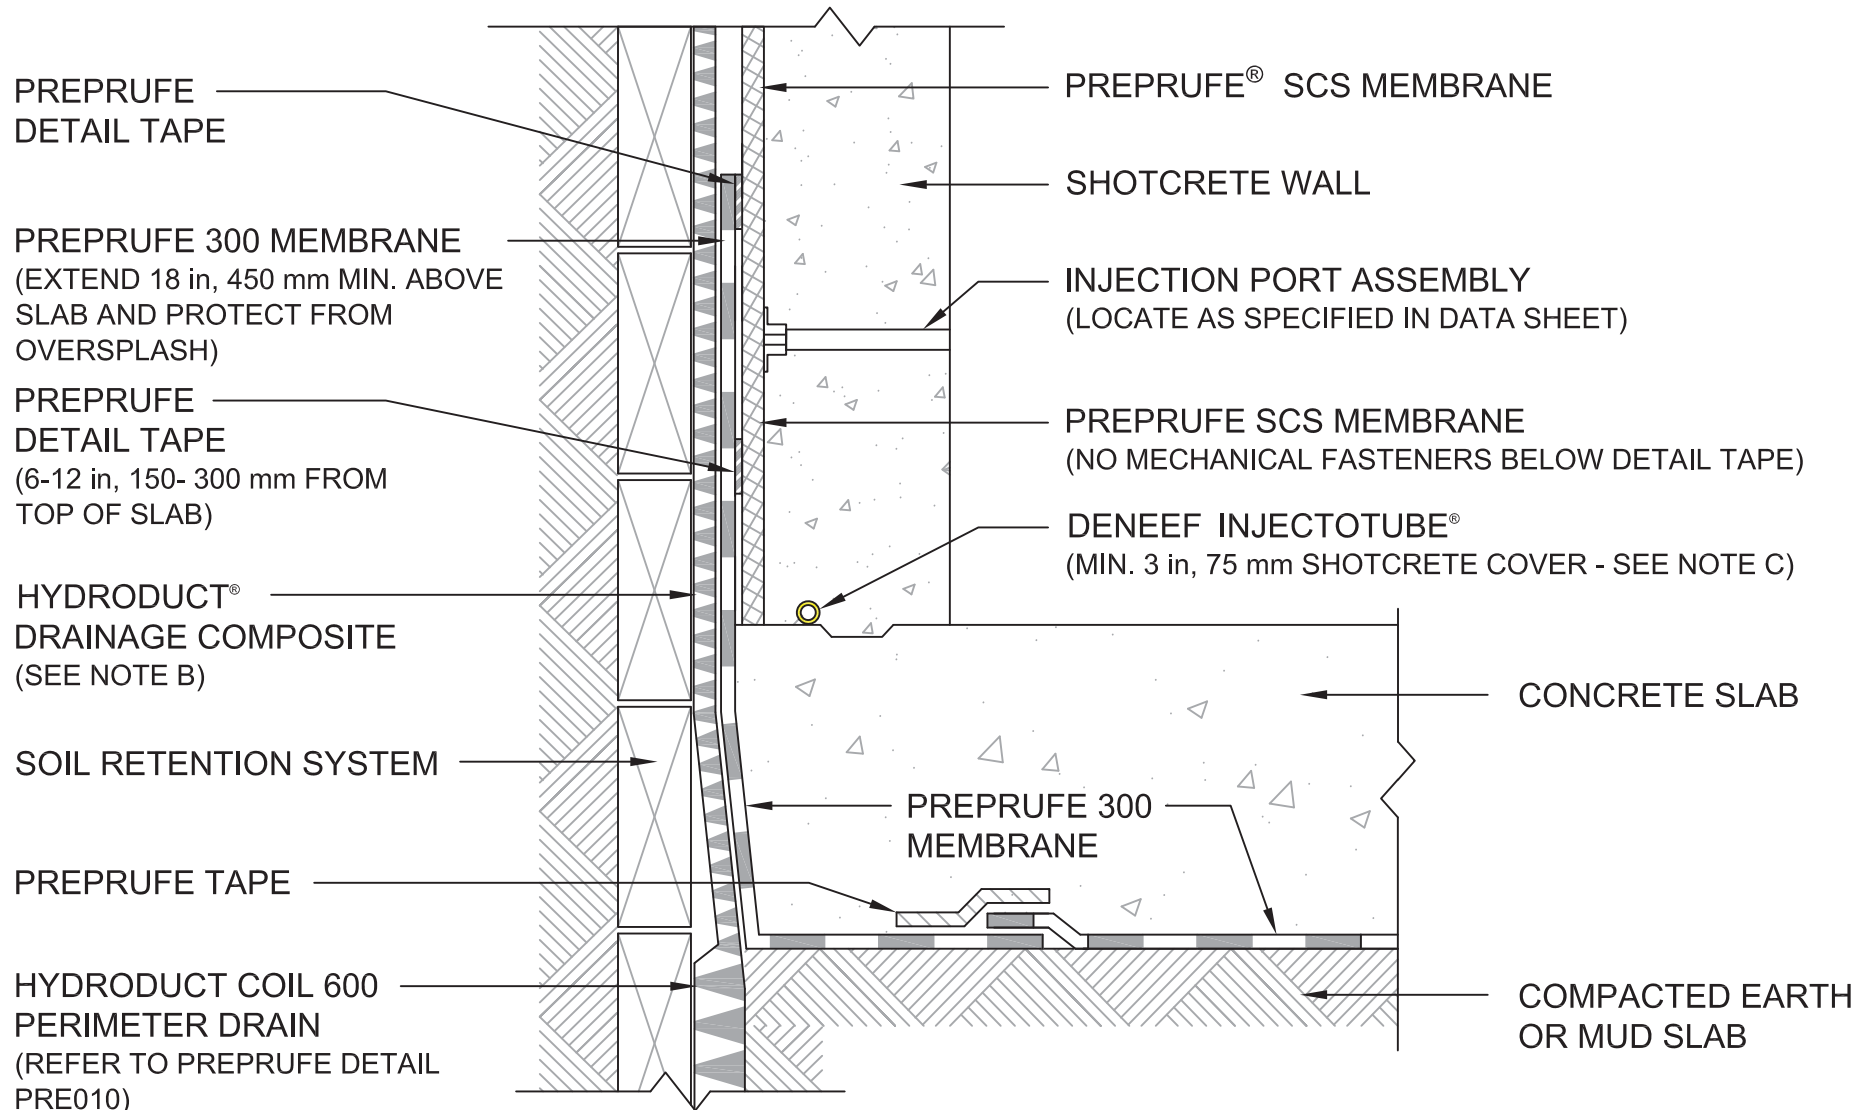 PREPRUFE
DETAIL TAPE
PREPRUFE 300 MEMBRANE
(EXTEND 18 in, 450 mm MIN. ABOVE
SLAB AND PROTECT FROM
OVERSPLASH)
PREPRUFE
DETAIL TAPE
(6-12 in, 150- 300 mm FROM
TOP OF SLAB)
HYDRODUCT®
DRAINAGE COMPOSITE
(SEE NOTE B)
SOIL RETENTION SYSTEM
PREPRUFE TAPE
HYDRODUCT COIL 600
PERIMETER DRAIN
(REFER TO PREPRUFE DETAIL
PRE010)
PREPRUFE® SCS MEMBRANE
SHOTCRETE WALL
INJECTION PORT ASSEMBLY
(LOCATE AS SPECIFIED IN DATA SHEET)
PREPRUFE SCS MEMBRANE
(NO MECHANICAL FASTENERS BELOW DETAIL TAPE)
DENEEF INJECTOTUBE®
(MIN. 3 in, 75 mm SHOTCRETE COVER - SEE NOTE C)
CONCRETE SLAB
PREPRUFE 300
MEMBRANE
COMPACTED EARTH
OR MUD SLAB